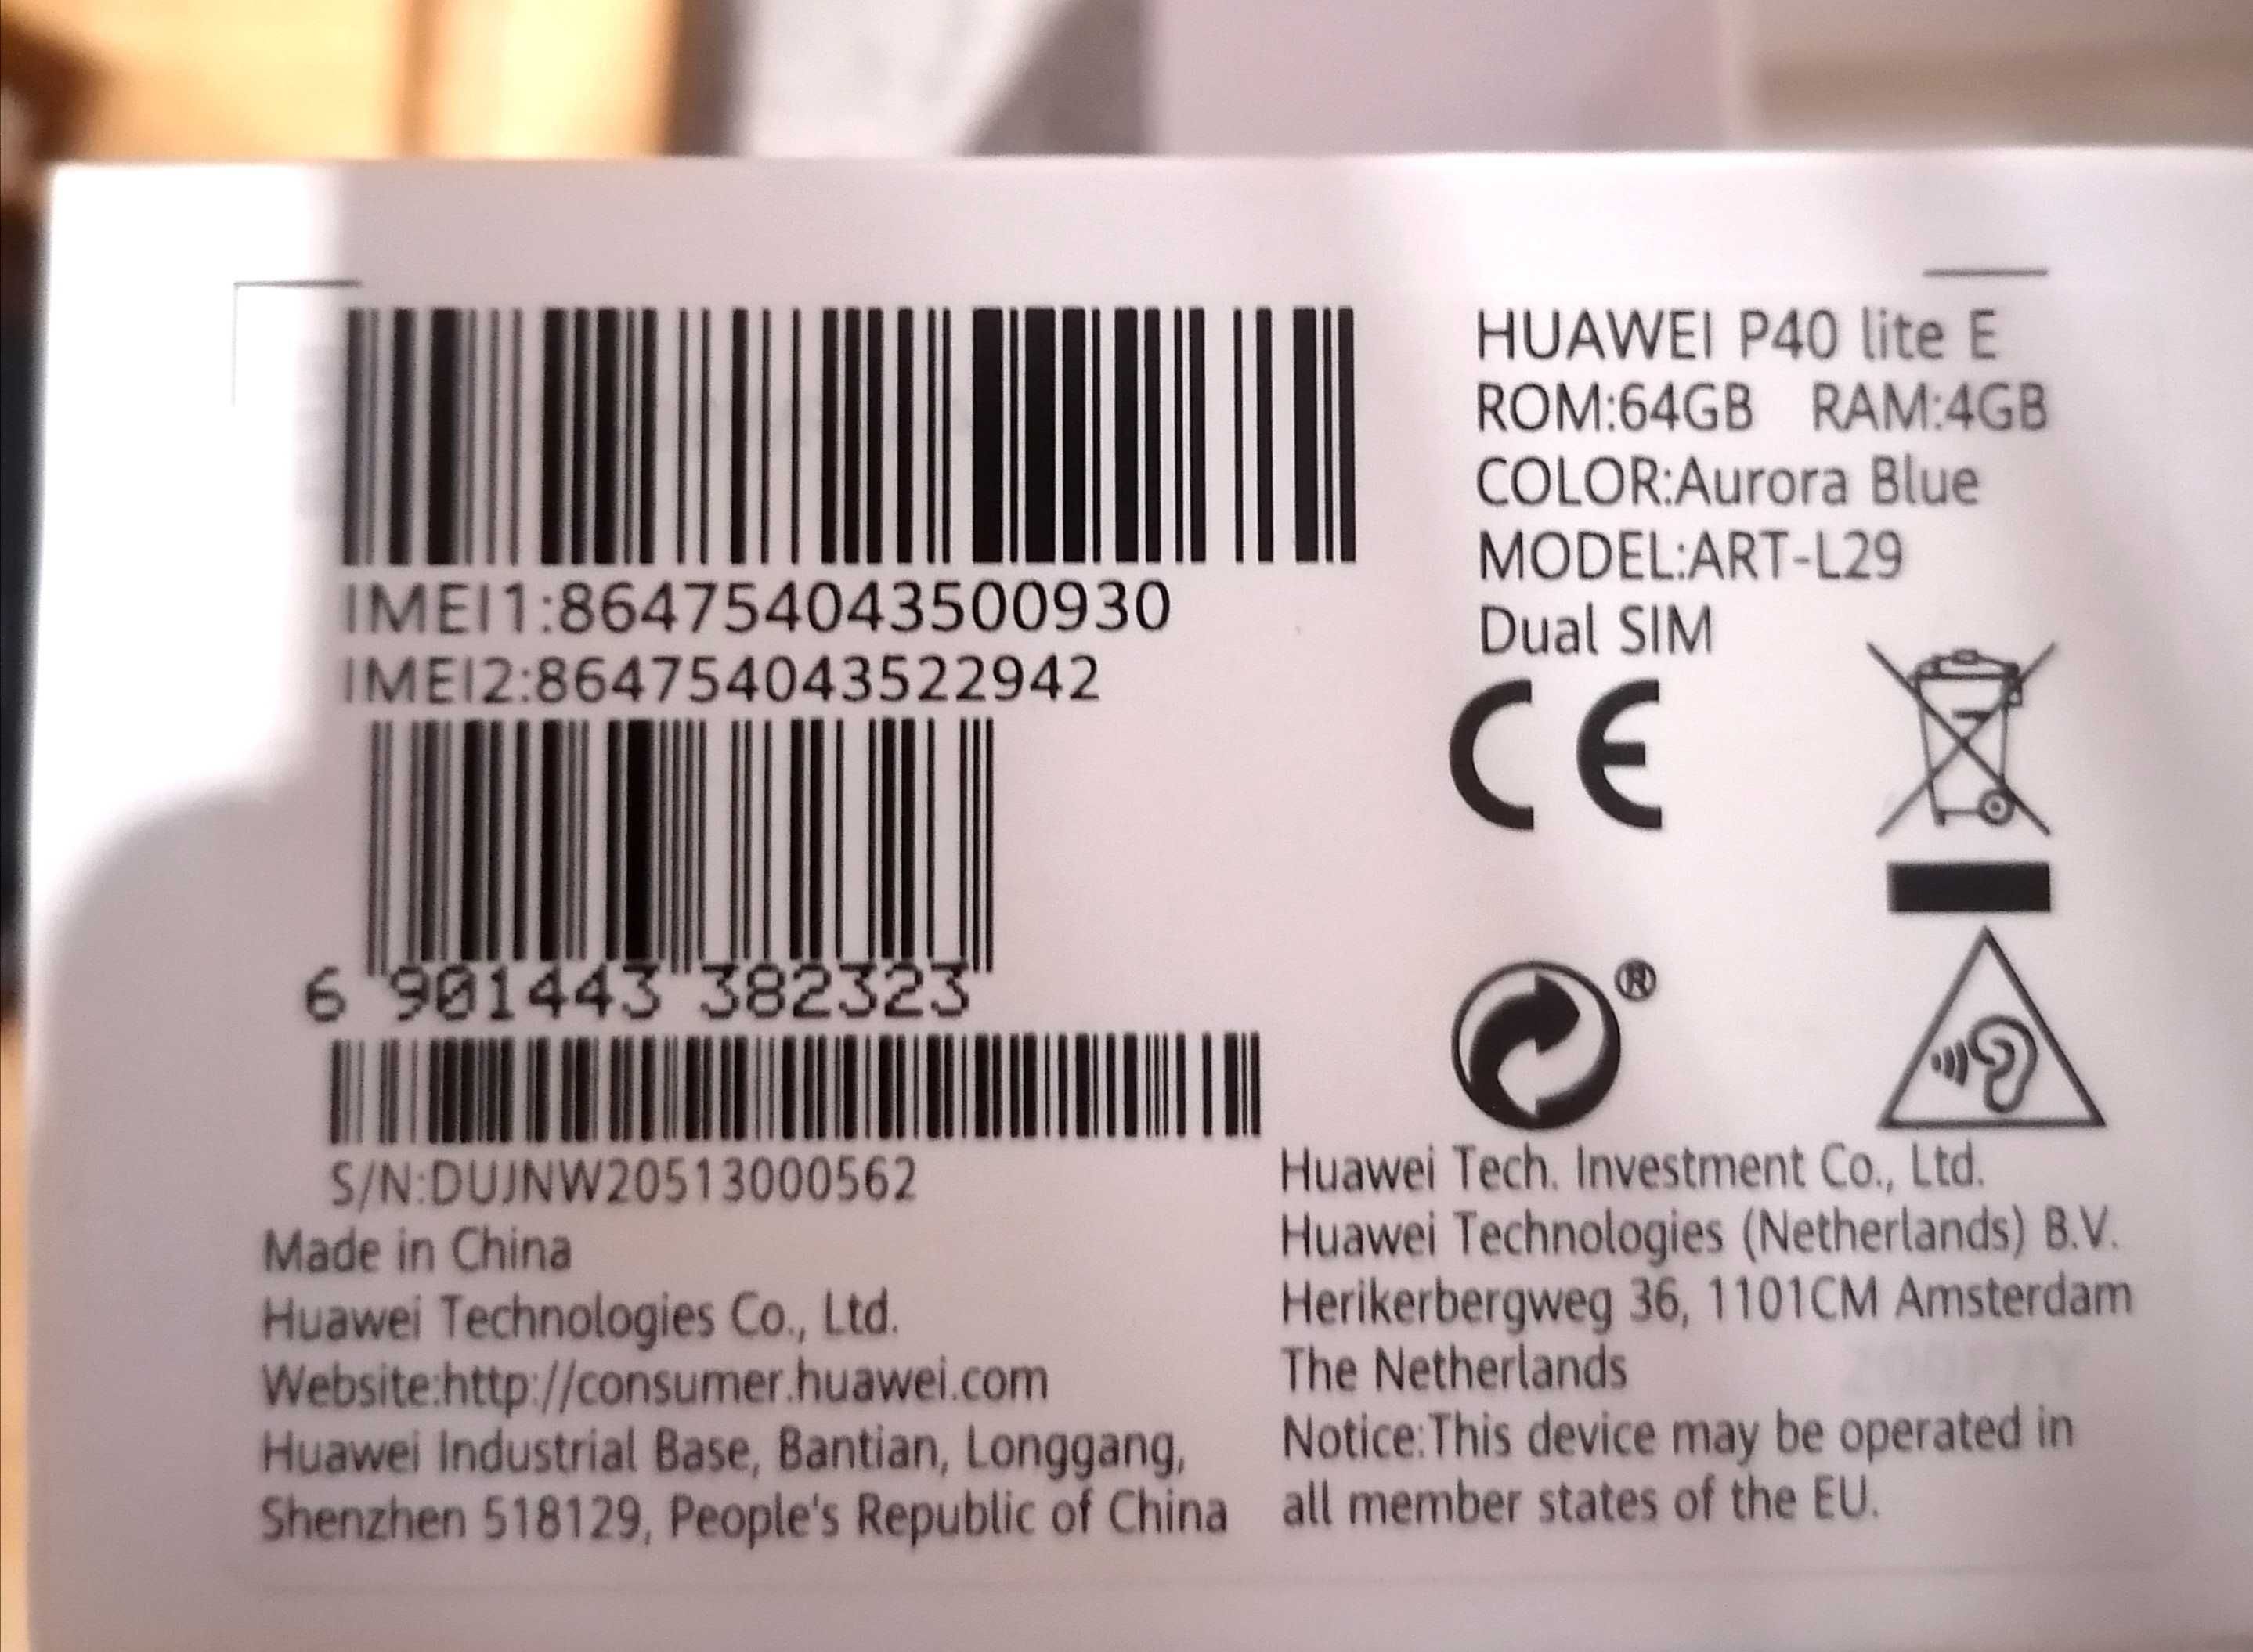 IMEI1:864754043500930
IMEI2:864754043522942
6 901443 382323
S/N:DUJNW20513000562
Made in China
Huawei Technologies Co., Ltd.
Website:http://consumer.huawei.com
Huawei Industrial Base, Bantian, Longgang,
Shenzhen 518129, People's Republic of China
HUAWEI P40 lite E
ROM:64GB RAM:4GB
COLOR:Aurora Blue
MODEL:ART-L29
Dual SIM
CE
®
Huawei Tech. Investment Co., Ltd.
Huawei Technologies (Netherlands) B.V.
Herikerbergweg 36, 1101CM Amsterdam
The Netherlands
Notice:This device may be operated in
all member states of the EU.